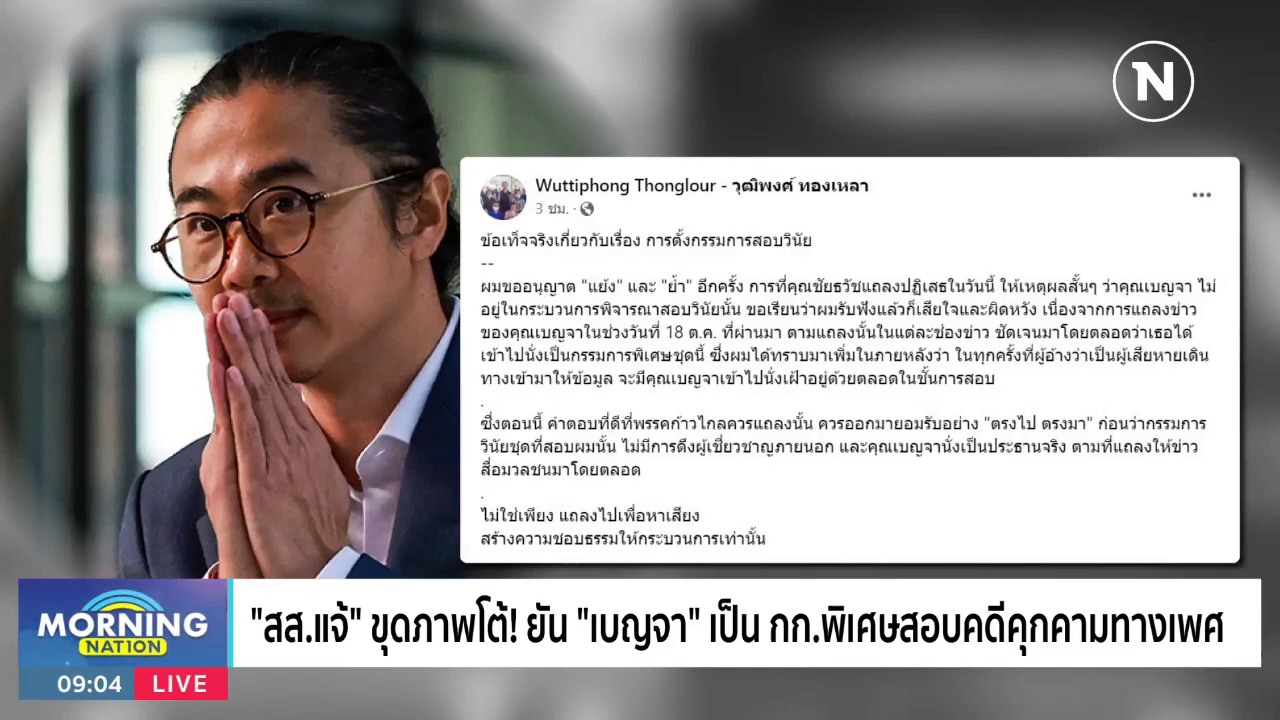 N
Wuttiphong Thonglour - วุฒิพงศ์ ทองเหลา
3 ชม. ·
ข้อเท็จจริงเกี่ยวกับเรื่อง การตั้งกรรมการสอบวินัย
--
ผมขออนุญาต "แย้ง" และ "ย้ำ" อีกครั้ง การที่คุณชัยธวัชแถลงปฏิเสธในวันนี้ ให้เหตุผลสั้นๆ ว่าคุณเบญจา ไม่
อยู่ในกระบวนการพิจารณาสอบวินัยนั้น ขอเรียนว่าผมรับฟังแล้วก็เสียใจและผิดหวัง เนื่องจากการแถลงข่าว
ของคุณเบญจาในช่วงวันที่ 18 ต.ค. ที่ผ่านมา ตามแถลงนั้นในแต่ละช่องข่าว ชัดเจนมาโดยตลอดว่าเธอได้
เข้าไปนั่งเป็นกรรมการพิเศษชุดนี้ ซึ่งผมได้ทราบมาเพิ่มในภายหลังว่า ในทุกครั้งที่ผู้อ้างว่าเป็นผู้เสียหายเดิน
ทางเข้ามาให้ข้อมูล จะมีคุณเบญจาเข้าไปนั่งเฝ้าอยู่ด้วยตลอดในชั้นการสอบ
.
ซึ่งตอนนี้ คำตอบที่ดีที่พรรคก้าวไกลควรแถลงนั้น ควรออกมายอมรับอย่าง "ตรงไป ตรงมา" ก่อนว่ากรรมการ
วินัยชุดที่สอบผมนั้น ไม่มีการดึงผู้เชี่ยวชาญภายนอก และคุณเบญจานั่งเป็นประธานจริง ตามที่แถลงให้ข่าว
สื่อมวลชนมาโดยตลอด
.
ไม่ใช่เพียง แถลงไปเพื่อหาเสียง
สร้างความชอบธรรมให้กระบวนการเท่านั้น
MORNING
NATION
"สส.แจ้" ขุดภาพโต้! ยัน "เบญจา" เป็น กก.พิเศษสอบคดีคุกคามทางเพศ
09:04 LIVE